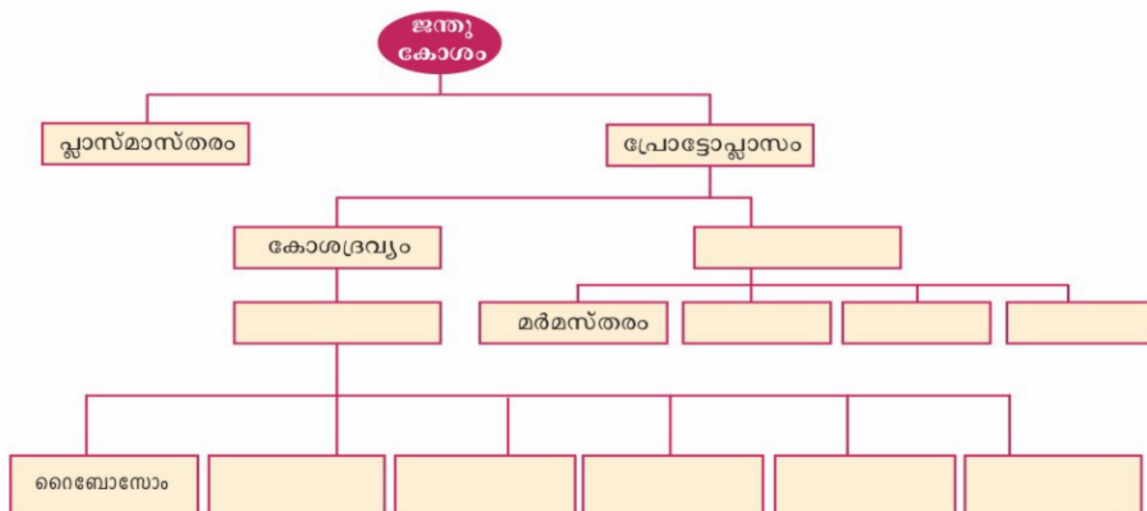 ജന്തു
കോശം
പ്ലാസ്മാസ്തരം
പ്രോട്ടോപ്ലാസം
കോശദ്രവ്യം
മർമസ്തരം
റൈബോസോം